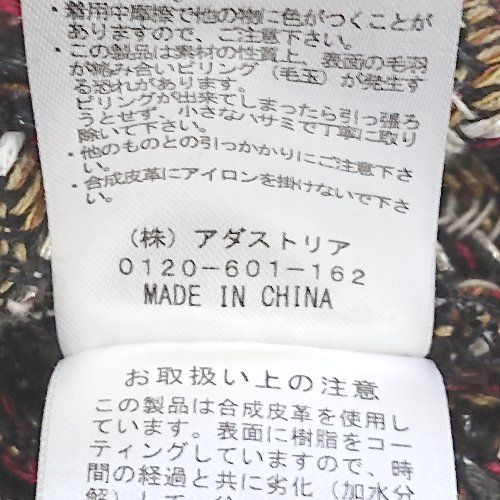 ・着用中摩擦で他の物に色がつくことが
ありますので、ご注意下さい。
・この製品は素材の性質上、表面の毛羽
が絡み合いピリング（毛玉）が発生す
る恐れがあります。
ピリングが出来てしまったら引っ張ろ
うとせず、小さなハサミで丁寧に取り
除いて下さい。
・他のものとの引っかかりにご注意下さ
い。
・合成皮革にアイロンを掛けないで下さ
い。
（株）アダストリア
0120-601-162
MADE IN CHINA
お取扱い上の注意
この製品は合成皮革を使用し
ています。表面に樹脂をコー
ティングしていますので、時
間の経過と共に劣化（加水分
解）して